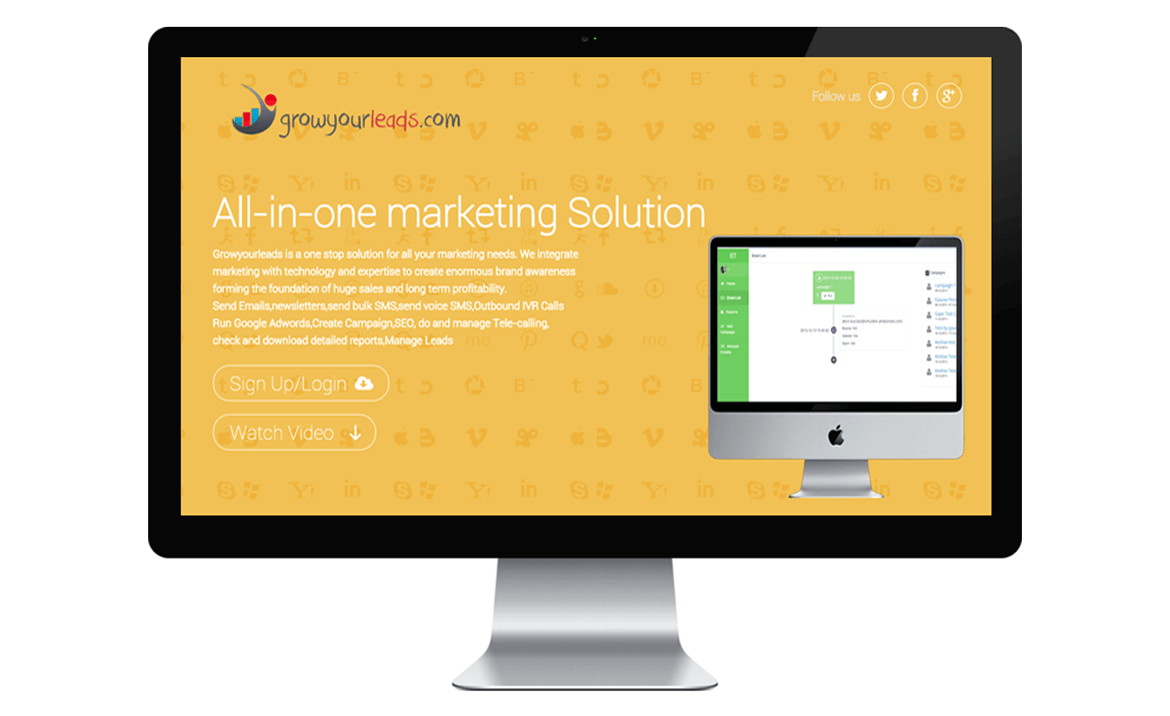 growyourleads.com
Follow us
All-in-one marketing Solution
Growyourleads is a one stop solution for all your marketing needs. We integrate
marketing with technology and expertise to create enormous brand awareness
forming the foundation of huge sales and long term profitability.
Send Emails,newsletters,send bulk SMS,send voice SMS,Outbound IVR Calls
Run Google Adwords,Create Campaign,SEO, do and manage Tele-calling,
check and download detailed reports,Manage Leads
Sign Up/Login
Watch Video
BT
Email List
Campaigns